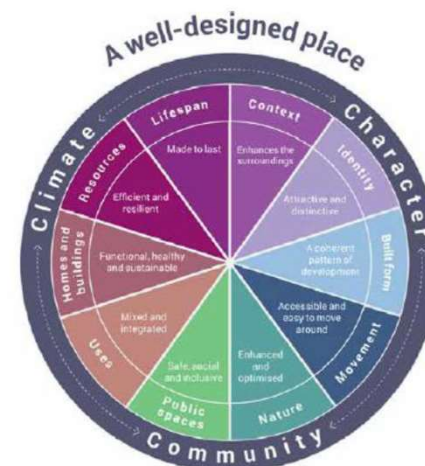 A well-designed place
Climate
Character
Community
Context
Enhances the
surroundings
Identity
Attractive and
distinctive
Built form
A coherent
pattern of
development
Movement
Accessible and
easy to move
around
Nature
Enhanced
and
optimised
Public
spaces
Safe, social
and inclusive
Uses
Mixed and
integrated
Homes and
buildings
Functional, healthy
and sustainable
Resources
Efficient and
resilient
Lifespan
Made to last